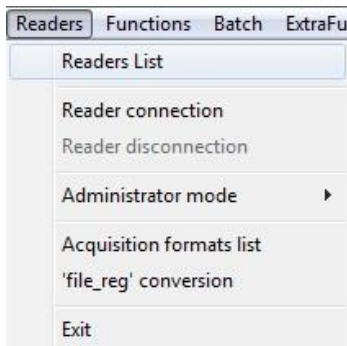 Readers Functions Batch ExtraFu
Readers List
Reader connection
Reader disconnection
Administrator mode
Acquisition formats list
'file_reg' conversion
Exit